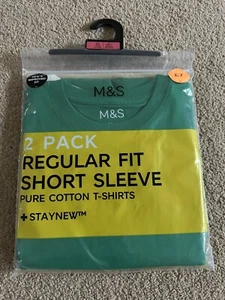 M&S
M&S
2 PACK
REGULAR FIT
SHORT SLEEVE
PURE COTTON T-SHIRTS
+ STAYNEW™